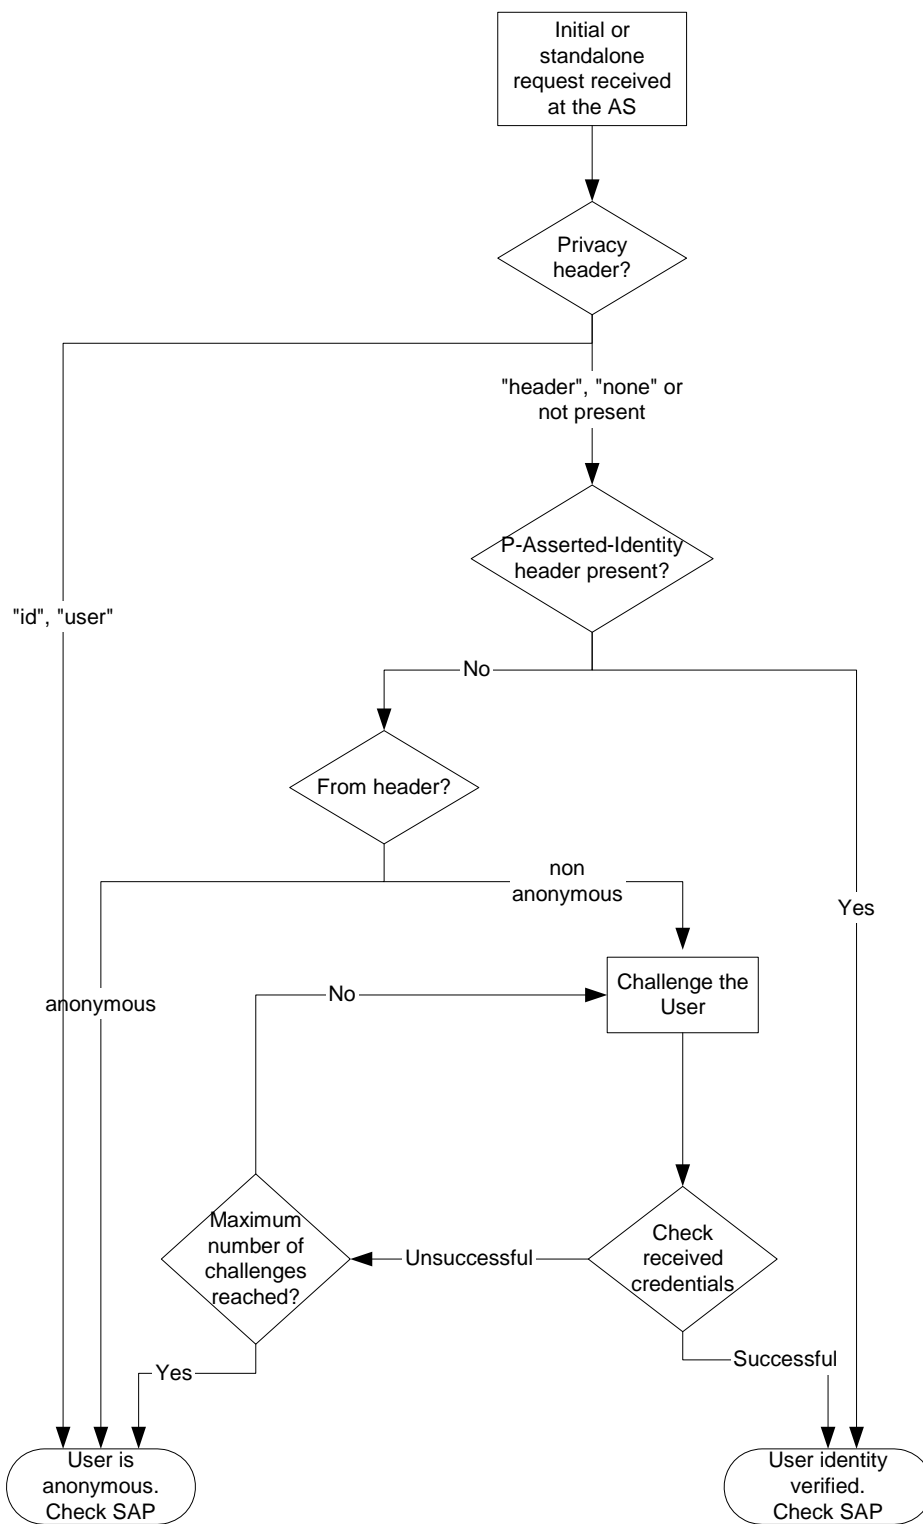 Initial or
standalone
request received
at the AS
Privacy
header?
"header", "none" or
not present
P-Asserted-Identity
header present?
"id", "user"
No
From header?
non
anonymous
Yes
anonymous
No
Challenge the
User
Maximum
number of
challenges
reached?
Unsuccessful
Check
received
credentials
Yes
Successful
User is
anonymous.
Check SAP
User identity
verified.
Check SAP